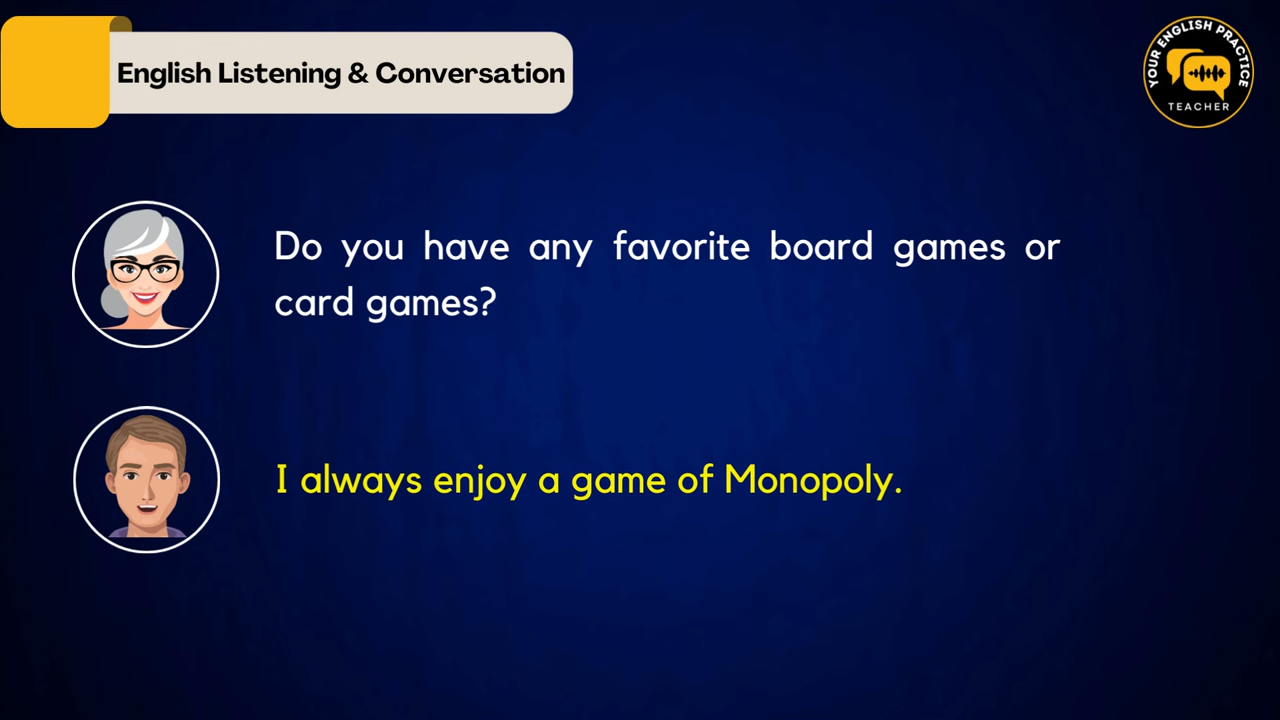 English Listening & Conversation
YOUR ENGLISH PRACTICE
TEACHER
Do you have any favorite board games or
card games?
I always enjoy a game of Monopoly.